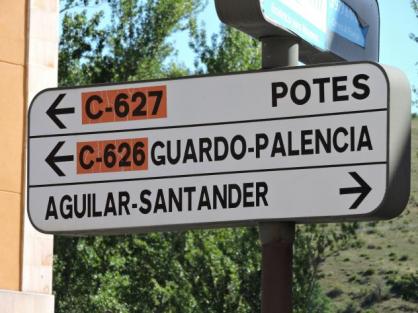 C-627 POTES
C-626 GUARDO-PALENCIA
AGUILAR-SANTANDER